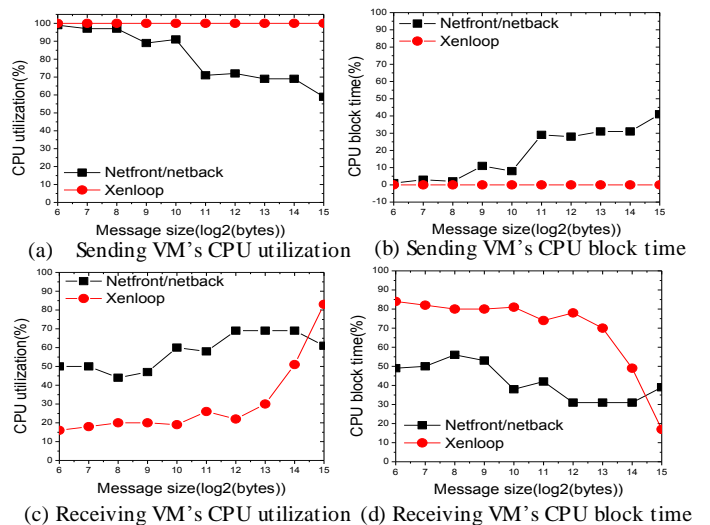 CPU utilization(%)
100
90
80
70
60
50
40
30
20
10
0
Netfront/netback
Xenloop
6 7 8 9 10 11 12 13 14 15
Message size(log2(bytes))
(a) Sending VM's CPU utilization
CPU block time(%)
100
90
80
70
60
50
40
30
20
10
0
-10
Netfront/netback
Xenloop
6 7 8 9 10 11 12 13 14 15
Message size(log2(bytes))
(b) Sending VM's CPU block time
CPU utilization(%)
100
90
80
70
60
50
40
30
20
10
0
Netfront/netback
Xenloop
6 7 8 9 10 11 12 13 14 15
Message size(log2(bytes))
(c) Receiving VM's CPU utilization
CPU block time(%)
90
80
70
60
50
40
30
20
10
0
Netfront/netback
Xenloop
6 7 8 9 10 11 12 13 14 15
Message size(log2(bytes))
(d) Receiving VM's CPU block time